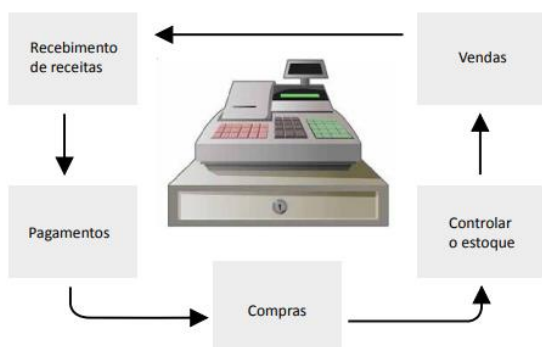 Recebimento
de receitas
Vendas
Pagamentos
Controlar
o estoque
Compras